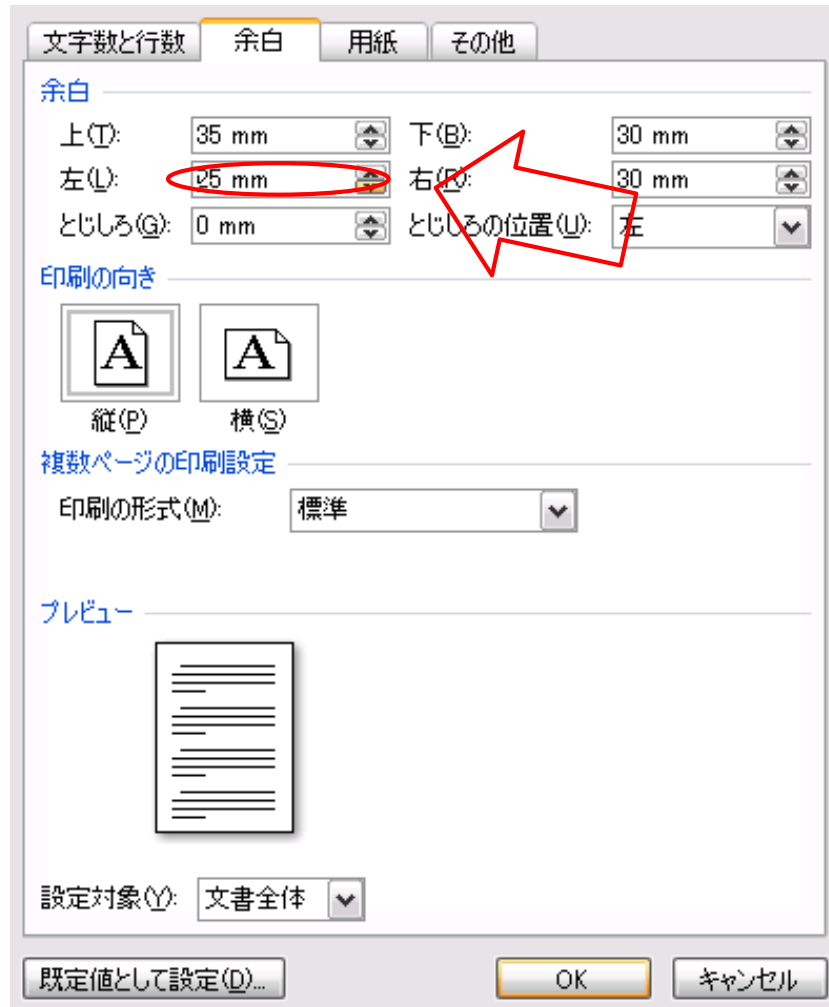 文字数と行数 余白 用紙 その他
余白
上(T): 35 mm 下(B): 30 mm
左(L): 25 mm 右(R): 30 mm
とじしろ(G): 0 mm とじしろの位置(U): 左
印刷の向き
A A
縦(P) 横(S)
複数ページの印刷設定
印刷の形式(M): 標準
プレビュー
設定対象(Y): 文書全体
既定値として設定(D)... OK キャンセル